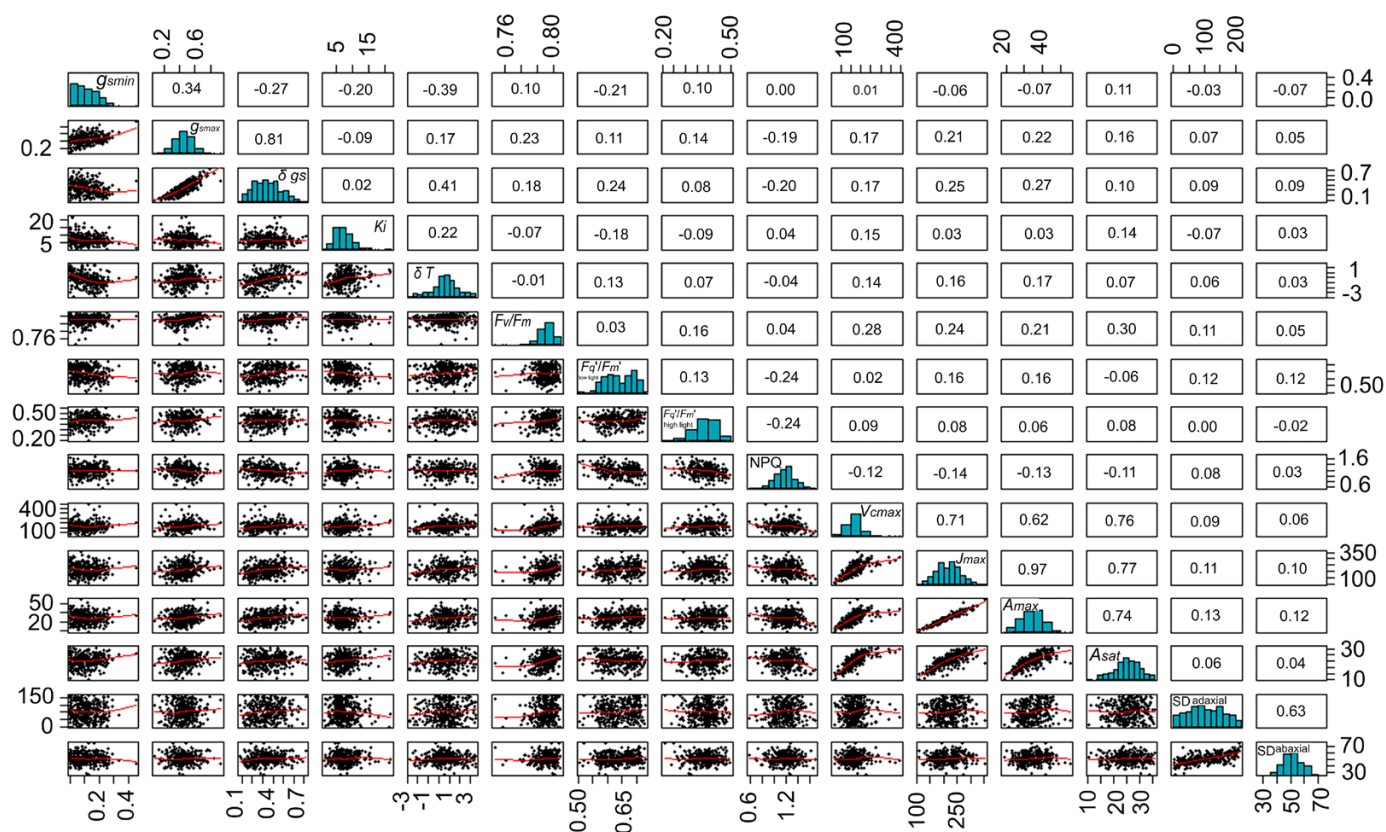 0.2 0.6 5 15 0.76 0.80 0.20 0.50 100 400 20 40 0 100 200
gsmin 0.34 -0.27 -0.20 -0.39 0.10 -0.21 0.10 0.00 0.01 -0.06 -0.07 0.11 -0.03 -0.07 0.0 0.4
0.2 gsmax 0.81 -0.09 0.17 0.23 0.11 0.14 -0.19 0.17 0.21 0.22 0.16 0.07 0.05
δ gs 0.02 0.41 0.18 0.24 0.08 -0.20 0.17 0.25 0.27 0.10 0.09 0.09 0.1 0.7
5 20 Ki 0.22 -0.07 -0.18 -0.09 0.04 0.15 0.03 0.03 0.14 -0.07 0.03
δ T -0.01 0.13 0.07 -0.04 0.14 0.16 0.17 0.07 0.06 0.03 -3 1
0.76 Fv/Fm 0.03 0.16 0.04 0.28 0.24 0.21 0.30 0.11 0.05
Fq'/Fm' low light 0.13 -0.24 0.02 0.16 0.16 -0.06 0.12 0.12 0.50
0.20 0.50 Fq'/Fm' high light -0.24 0.09 0.08 0.06 0.08 0.00 -0.02
NPQ -0.12 -0.14 -0.13 -0.11 0.08 0.03 0.6 1.6
100 400 Vcmax 0.71 0.62 0.76 0.09 0.06
Jmax 0.97 0.77 0.11 0.10 100 350
20 50 Amax 0.74 0.13 0.12
Asat 0.06 0.04 10 30
0 150 SD adaxial 0.63
SD abaxial 30 70
0.2 0.4 0.1 0.4 0.7 -3 -1 1 3 0.50 0.65 0.6 1.2 100 250 10 20 30 30 50 70